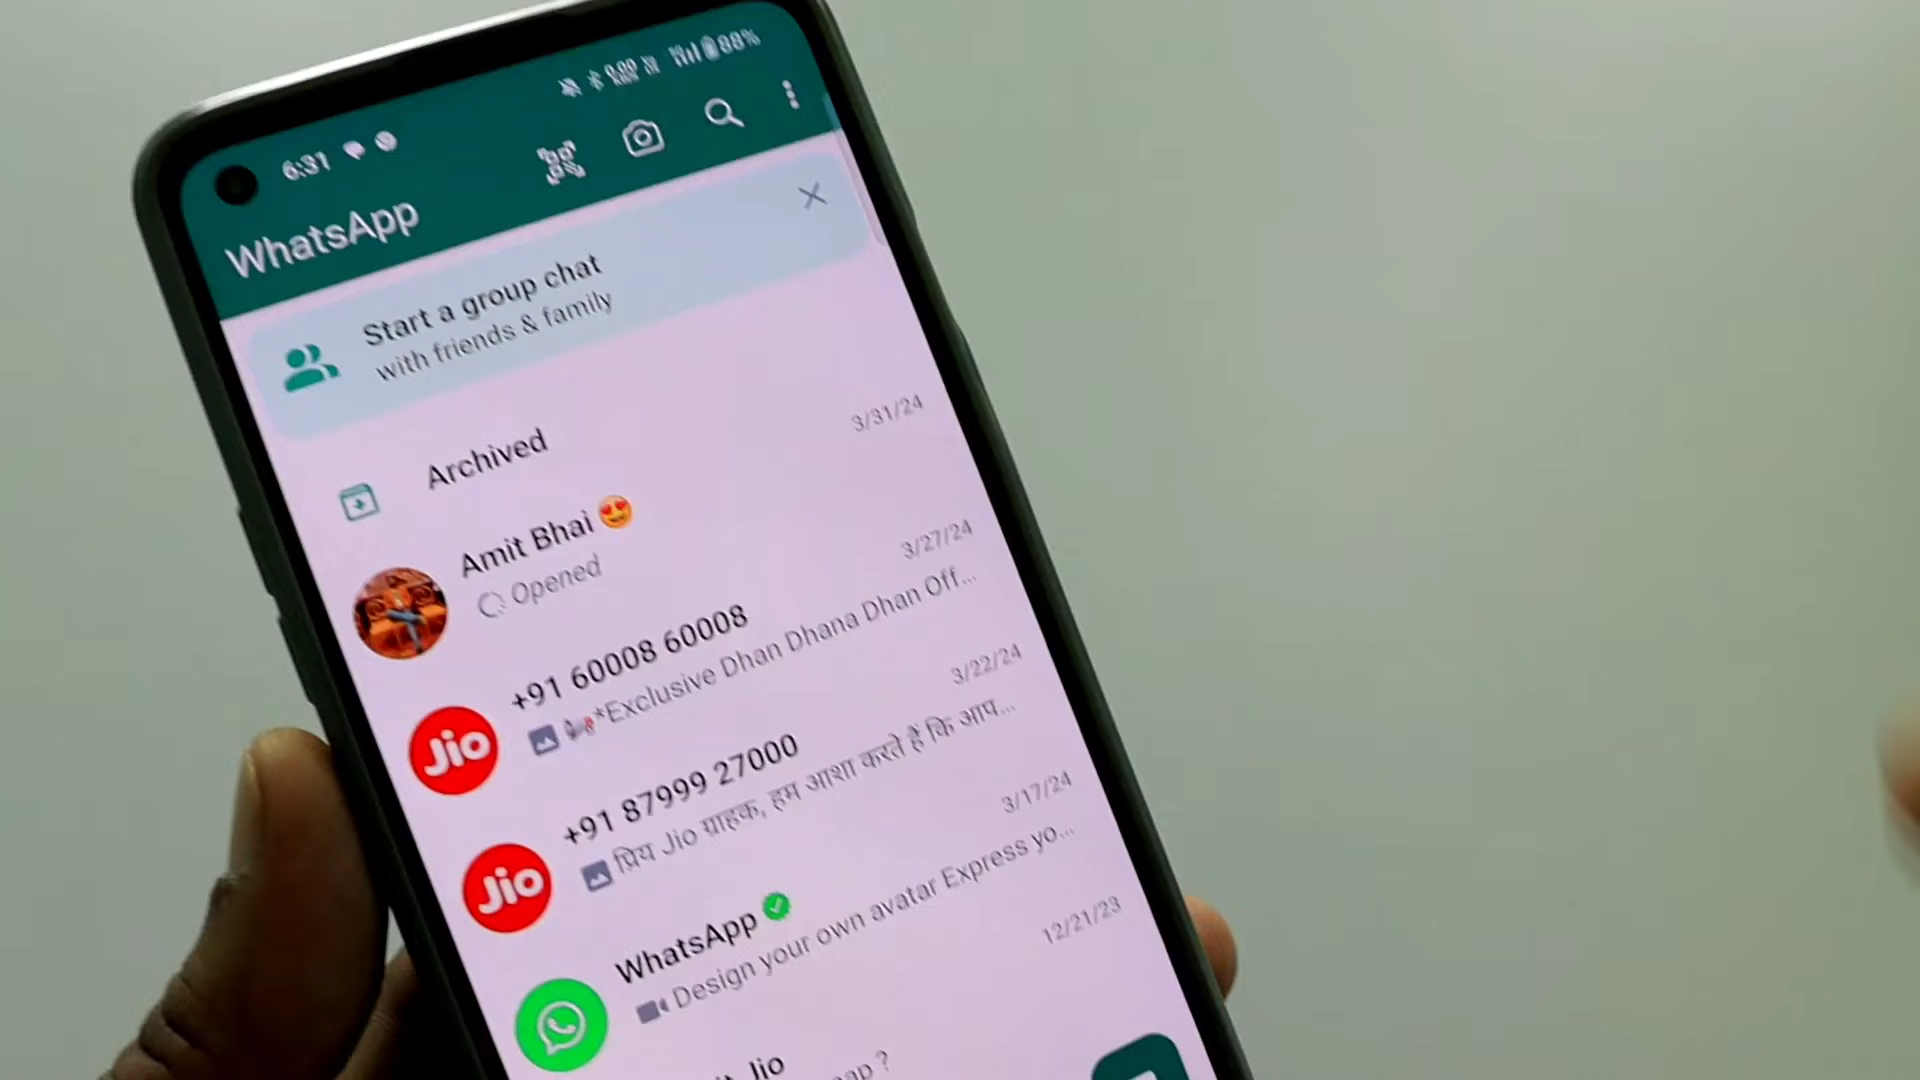 6:31
88%
WhatsApp
Start a group chat
with friends & family
Archived
Amit Bhai 😍
3/31/24
Opened
+91 60008 60008
3/27/24
*Exclusive Dhan Dhana Dhan Off...
Jio
+91 87999 27000
3/22/24
प्रिय Jio ग्राहक, हम आशा करते हैं कि आप...
Jio
WhatsApp
3/17/24
Design your own avatar Express yo...
12/21/23
Jio